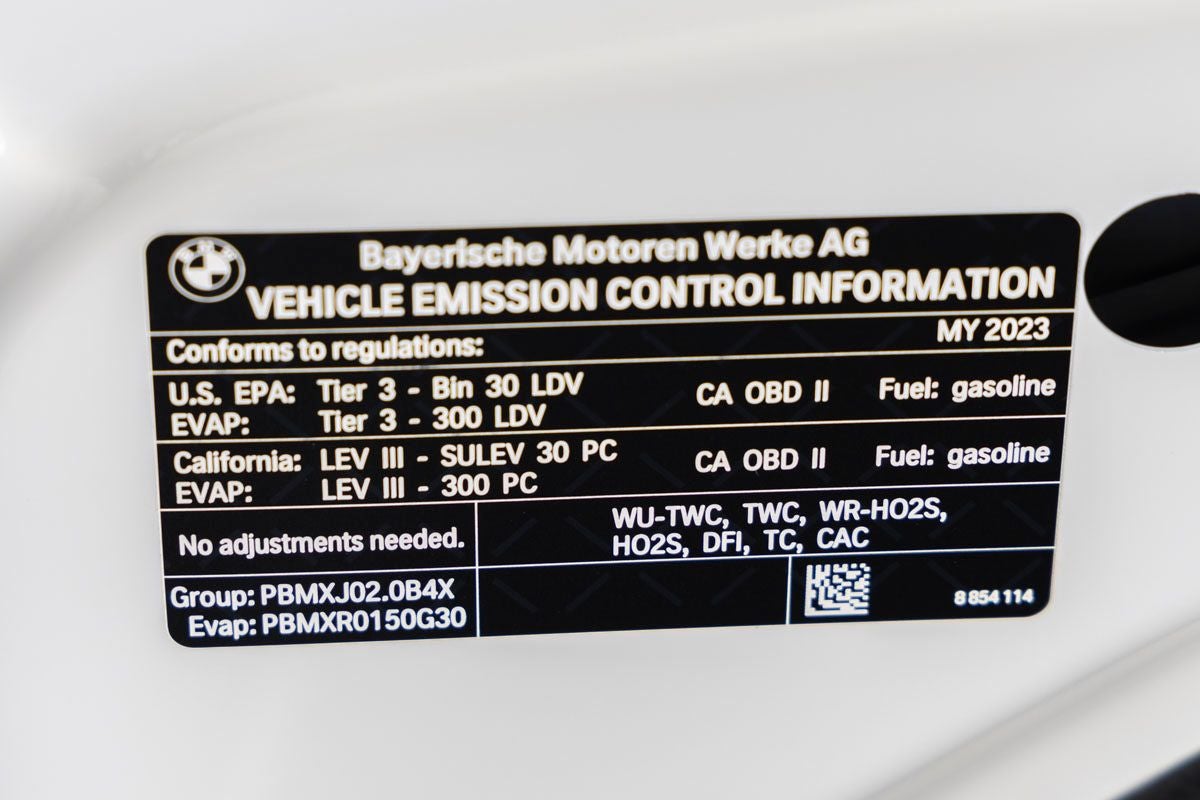 BMW
Bayerische Motoren Werke AG
VEHICLE EMISSION CONTROL INFORMATION
Conforms to regulations: MY 2023
U.S. EPA: Tier 3 - Bin 30 LDV CA OBD II Fuel: gasoline
EVAP: Tier 3 - 300 LDV
California: LEV III - SULEV 30 PC CA OBD II Fuel: gasoline
EVAP: LEV III - 300 PC
No adjustments needed.
WU-TWC, TWC, WR-HO2S,
HO2S, DFI, TC, CAC
Group: PBMXJ02.0B4X
Evap: PBMXR0150G30
8 854 114